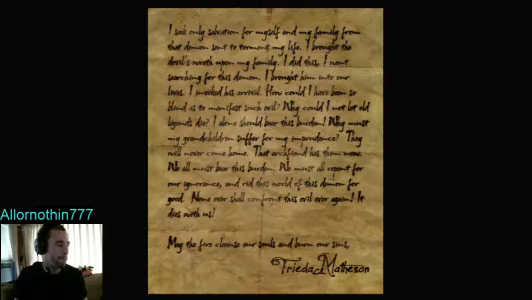 I seek only salvation for myself and my family from
that demon sent to torment my life. I brought the
devil's wrath upon my family. I did this. I went
searching for this demon. I brought him into our
lives. I invoked his arrival. How could I have been so
blind as to manifest such evil? Why could I not let old
legends die? I alone should bear this burden! Why must
my grandchildren suffer for my imprudence? They
will never come home. That archfiend has them now.
We all must bear this burden. We must all repent for
our ignorance, and rid this world of this demon for
good. None ever shall confront this evil ever again! It
dies with us!
May the fire cleanse our souls and burn our sins,
Trieda Matheson
Allornothin777